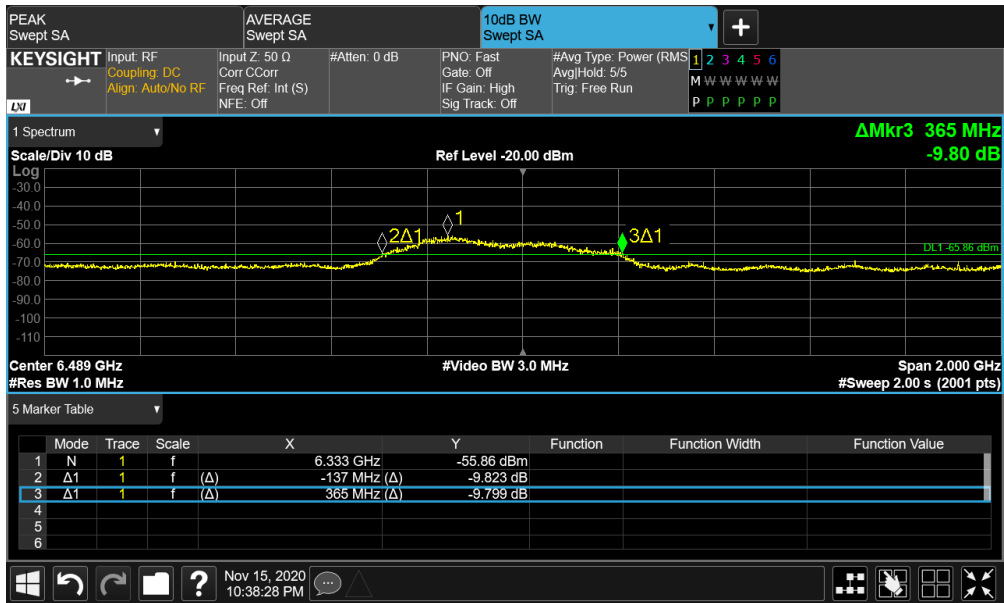 PEAK
Swept SA
AVERAGE
Swept SA
10dB BW
Swept SA
▼
+
KEYSIGHT
LXI
Input: RF
Coupling: DC
Align: Auto/No RF
Input Z: 50 Ω
Corr CCorr
Freq Ref: Int (S)
NFE: Off
#Atten: 0 dB
PNO: Fast
Gate: Off
IF Gain: High
Sig Track: Off
#Avg Type: Power (RMS
Avg|Hold: 5/5
Trig: Free Run
1 2 3 4 5 6
M W W W W W
P P P P P P
1 Spectrum ▼
ΔMkr3 365 MHz
-9.80 dB
Scale/Div 10 dB
Ref Level -20.00 dBm
Log
-30.0
-40.0
-50.0
-60.0
-70.0
-80.0
-90.0
-100
-110
1
2Δ1
3Δ1
DL1 -65.86 dBm
Center 6.489 GHz
#Video BW 3.0 MHz
Span 2.000 GHz
#Res BW 1.0 MHz
#Sweep 2.00 s (2001 pts)
5 Marker Table ▼
Mode Trace Scale X Y Function Function Width Function Value
1 N 1 f 6.333 GHz -55.86 dBm
2 Δ1 1 f (Δ) -137 MHz (Δ) -9.823 dB
3 Δ1 1 f (Δ) 365 MHz (Δ) -9.799 dB
4
5
6
?
Nov 15, 2020
10:38:28 PM